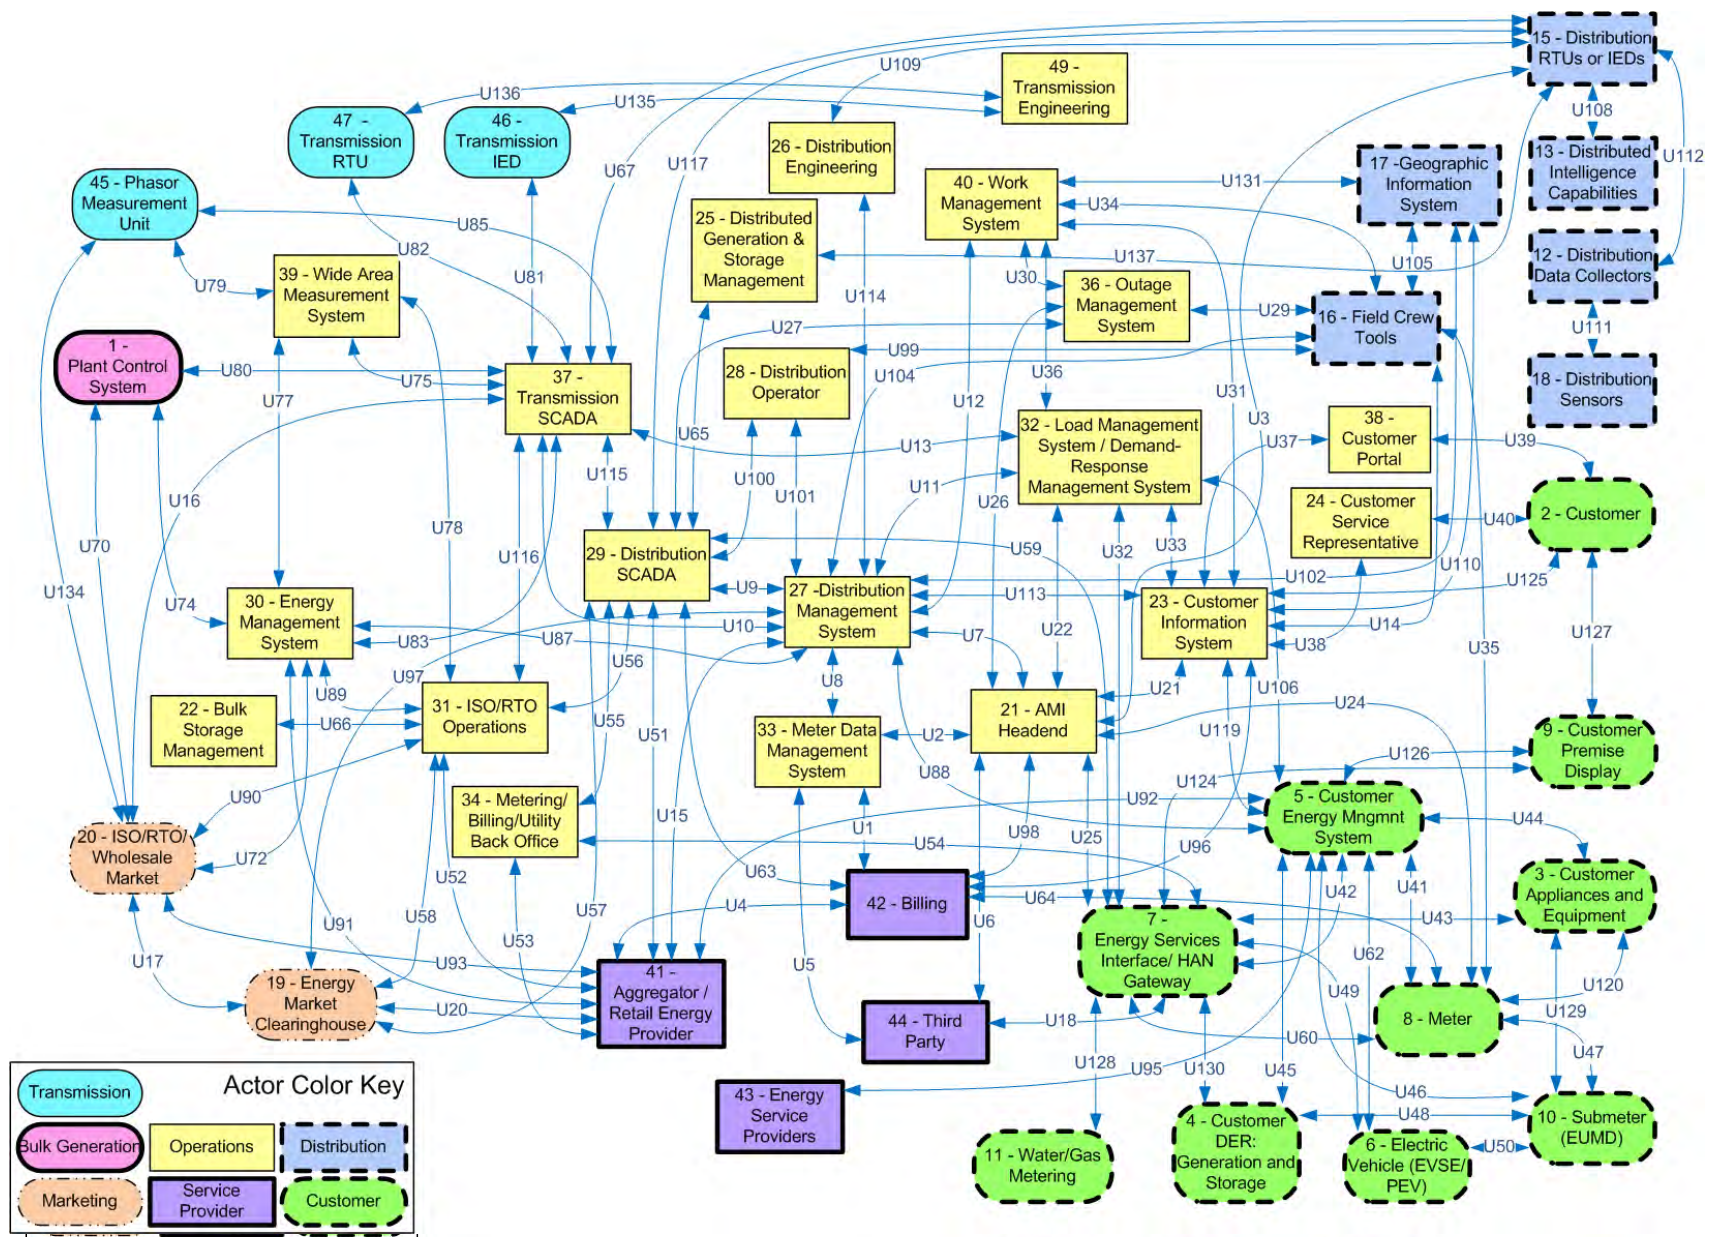 15 - Distribution
RTUs or IEDs
49 -
Transmission
Engineering
U109
U136
U135
U108
47 -
Transmission
RTU
46 -
Transmission
IED
26 - Distribution
Engineering
13 - Distributed
Intelligence
Capabilities
U112
17 -Geographic
Information
System
U67
U117
45 - Phasor
Measurement
Unit
40 - Work
Management
System
U131
U34
25 - Distributed
Generation &
Storage
Management
U85
U82
12 - Distribution
Data Collectors
U137
U105
39 - Wide Area
Measurement
System
U79
U81
U30
36 - Outage
Management
System
U114
U29
16 - Field Crew
Tools
U111
U27
1 -
Plant Control
System
U80
U75
37 -
Transmission
SCADA
28 - Distribution
Operator
U99
U104
U36
U31
18 - Distribution
Sensors
U77
U12
U3
U65
U13
32 - Load Management
System / Demand-
Response
Management System
U37
38 -
Customer
Portal
U39
U115
U100
U101
U11
U26
U16
24 - Customer
Service
Representative
U40
2 - Customer
U78
U70
U116
29 - Distribution
SCADA
U59
U32
U33
U102
U110
U125
U134
U74
30 - Energy
Management
System
U9
27 -Distribution
Management
System
U113
23 - Customer
Information
System
U10
U83
U87
U7
U22
U38
U14
U127
U35
U97
U56
U89
U8
U21
U106
22 - Bulk
Storage
Management
U66
31 - ISO/RTO
Operations
U55
U51
33 - Meter Data
Management
System
U2
21 - AMI
Headend
U119
U24
9 - Customer
Premise
Display
U126
U124
U88
U90
34 - Metering/
Billing/Utility
Back Office
U15
U1
U98
U25
U92
5 - Customer
Energy Mngmnt
System
U44
20 - ISO/RTO/
Wholesale
Market
U72
U52
U54
U96
U63
42 - Billing
U64
U42
U41
3 - Customer
Appliances and
Equipment
U4
U6
U43
U91
U58
U53
U57
7 -
Energy Services
Interface/ HAN
Gateway
U62
U17
U93
U5
U49
U120
19 - Energy
Market
Clearinghouse
U20
41 -
Aggregator /
Retail Energy
Provider
44 - Third
Party
U18
U60
8 - Meter
U129
U47
U128
U95
U130
U45
U46
43 - Energy
Service
Providers
U48
10 - Submeter
(EUMD)
11 - Water/Gas
Metering
4 - Customer
DER:
Generation and
Storage
6 - Electric
Vehicle (EVSE/
PEV)
U50
Actor Color Key
Transmission
Bulk Generation
Operations
Distribution
Marketing
Service
Provider
Customer